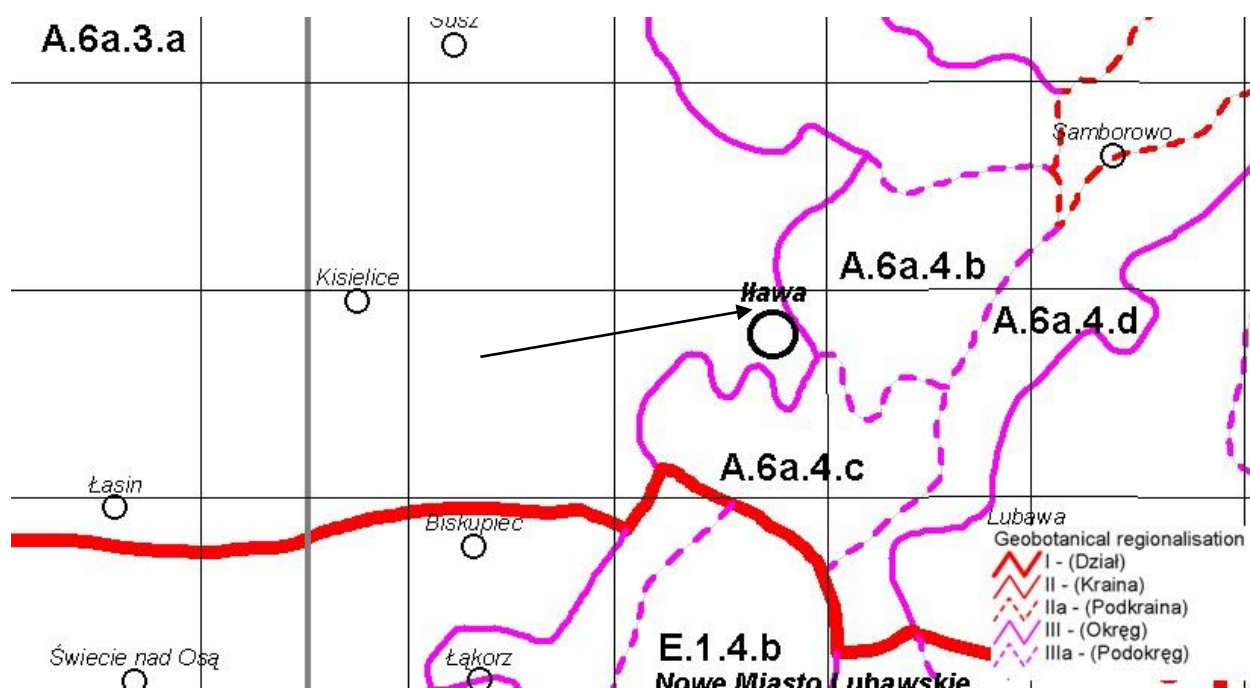 Susz
A.6a.3.a
Samborowo
A.6a.4.b
Kisielice
Iława
A.6a.4.d
A.6a.4.c
Łasin
Biskupiec
Lubawa
Geobotanical regionalisation
I - (Dział)
II - (Kraina)
IIa - (Podkraina)
III - (Okręg)
IIIa - (Podokręg)
E.1.4.b
Świecie nad Osą
Łąkorz
Nowe Miasto Lubawskie